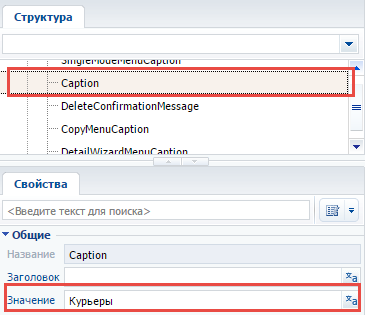 Структура
SingleModeMenuCaption
Caption
DeleteConfirmationMessage
CopyMenuCaption
DetailWizardMenuCaption
Свойства
<Введите текст для поиска>
Общие
Название Caption
Заголовок
Значение Курьеры